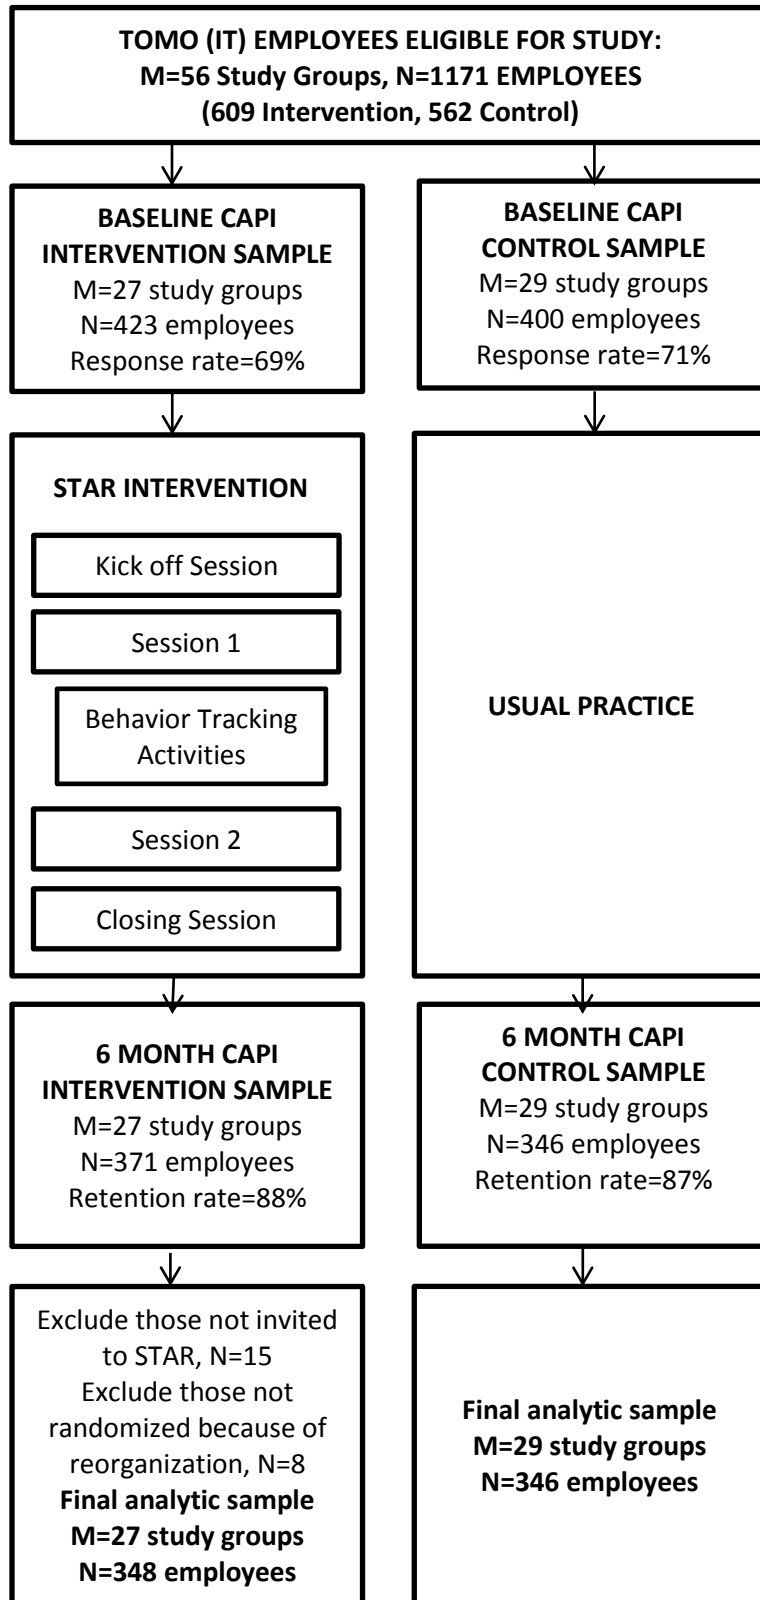 TOMO (IT) EMPLOYEES ELIGIBLE FOR STUDY:
M=56 Study Groups, N=1171 EMPLOYEES
(609 Intervention, 562 Control)
BASELINE CAPI
INTERVENTION SAMPLE
M=27 study groups
N=423 employees
Response rate=69%
BASELINE CAPI
CONTROL SAMPLE
M=29 study groups
N=400 employees
Response rate=71%
STAR INTERVENTION
Kick off Session
Session 1
Behavior Tracking
Activities
Session 2
Closing Session
USUAL PRACTICE
6 MONTH CAPI
INTERVENTION SAMPLE
M=27 study groups
N=371 employees
Retention rate=88%
6 MONTH CAPI
CONTROL SAMPLE
M=29 study groups
N=346 employees
Retention rate=87%
Exclude those not invited
to STAR, N=15
Exclude those not
randomized because of
reorganization, N=8
Final analytic sample
M=27 study groups
N=348 employees
Final analytic sample
M=29 study groups
N=346 employees